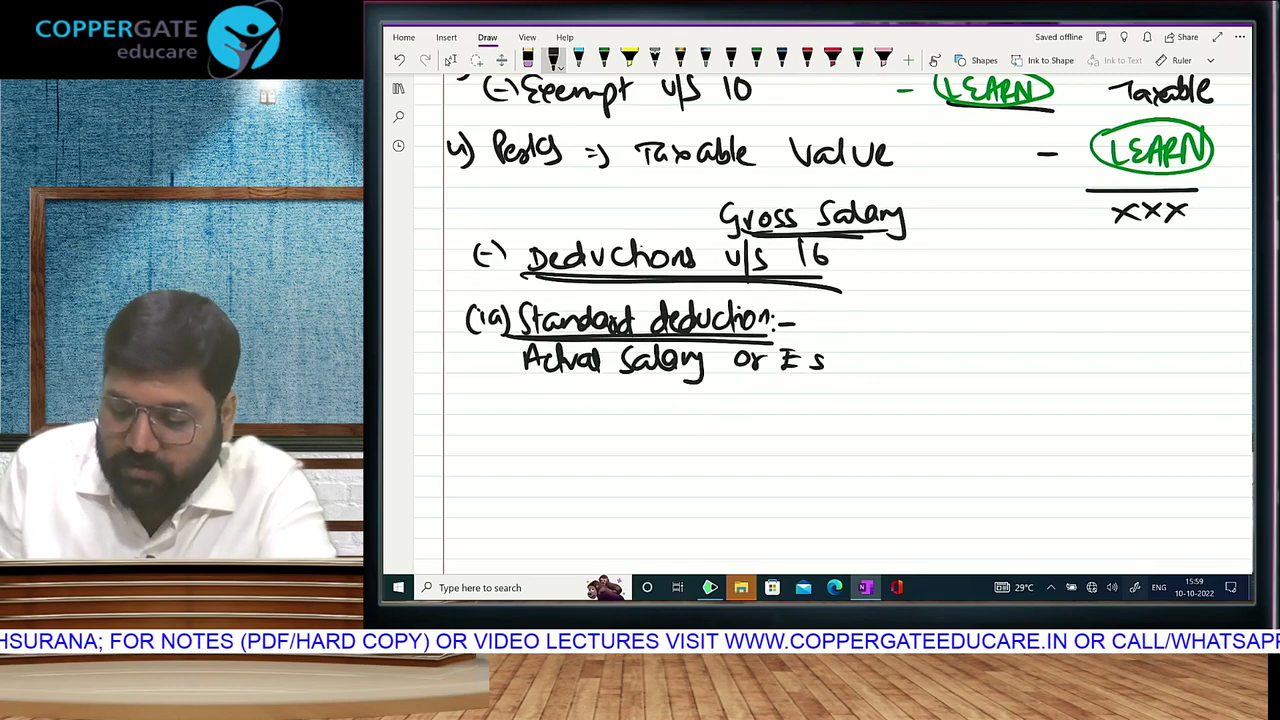 COPPERGATE
educare
Home Insert Draw View Help
Saved offline
Share
Shapes
Ink to Shape
Ink to Text
Ruler
(-) Exempt u/s 10 - LEARN Taxable
4) Perks => Taxable Value - LEARN
Gross Salary XXX
(-) Deductions u/s 16
(ia) Standard deduction:-
Actual Salary or
Type here to search
29°C
ENG
15:59
10-10-2022
HSURANA; FOR NOTES (PDF/HARD COPY) OR VIDEO LECTURES VISIT WWW.COPPERGATEEDUCARE.IN OR CALL/WHATSAPP